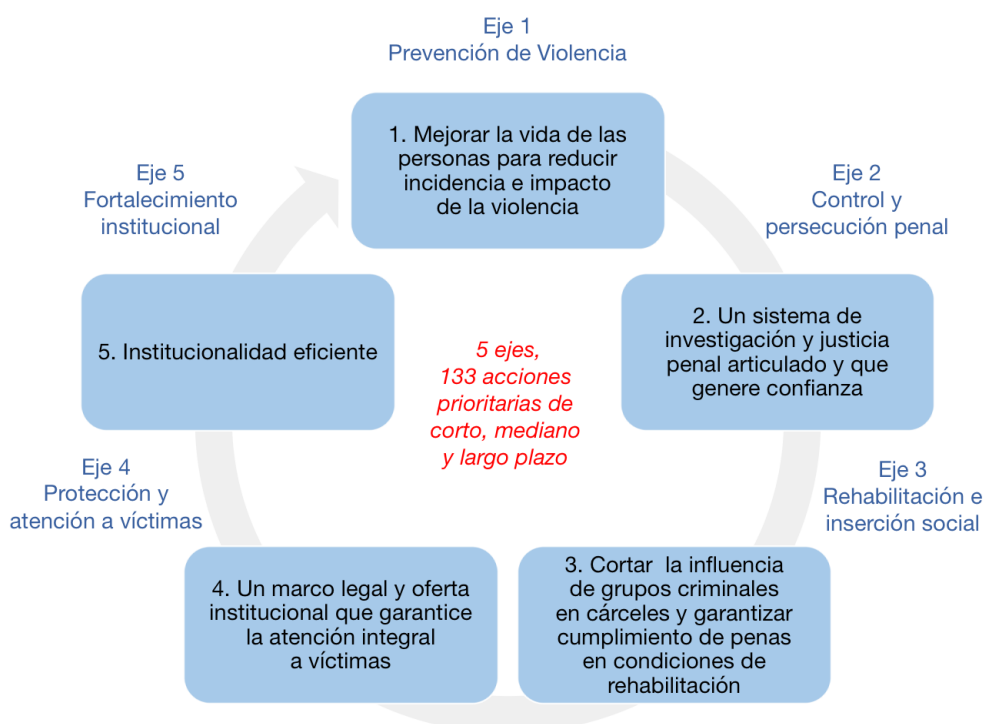 Eje 1
Prevención de Violencia
1. Mejorar la vida de las
personas para reducir
incidencia e impacto
de la violencia
Eje 2
Control y
persecución penal
2. Un sistema de
investigación y justicia
penal articulado y que
genere confianza
Eje 3
Rehabilitación e
inserción social
3. Cortar  la influencia
de grupos criminales
en cárceles y garantizar
cumplimiento de penas
en condiciones de
rehabilitación
Eje 4
Protección y
atención a víctimas
4. Un marco legal y oferta
institucional que garantice
la atención integral
a víctimas
Eje 5
Fortalecimiento
institucional
5. Institucionalidad eficiente
5 ejes,
133 acciones
prioritarias de
corto, mediano
y largo plazo